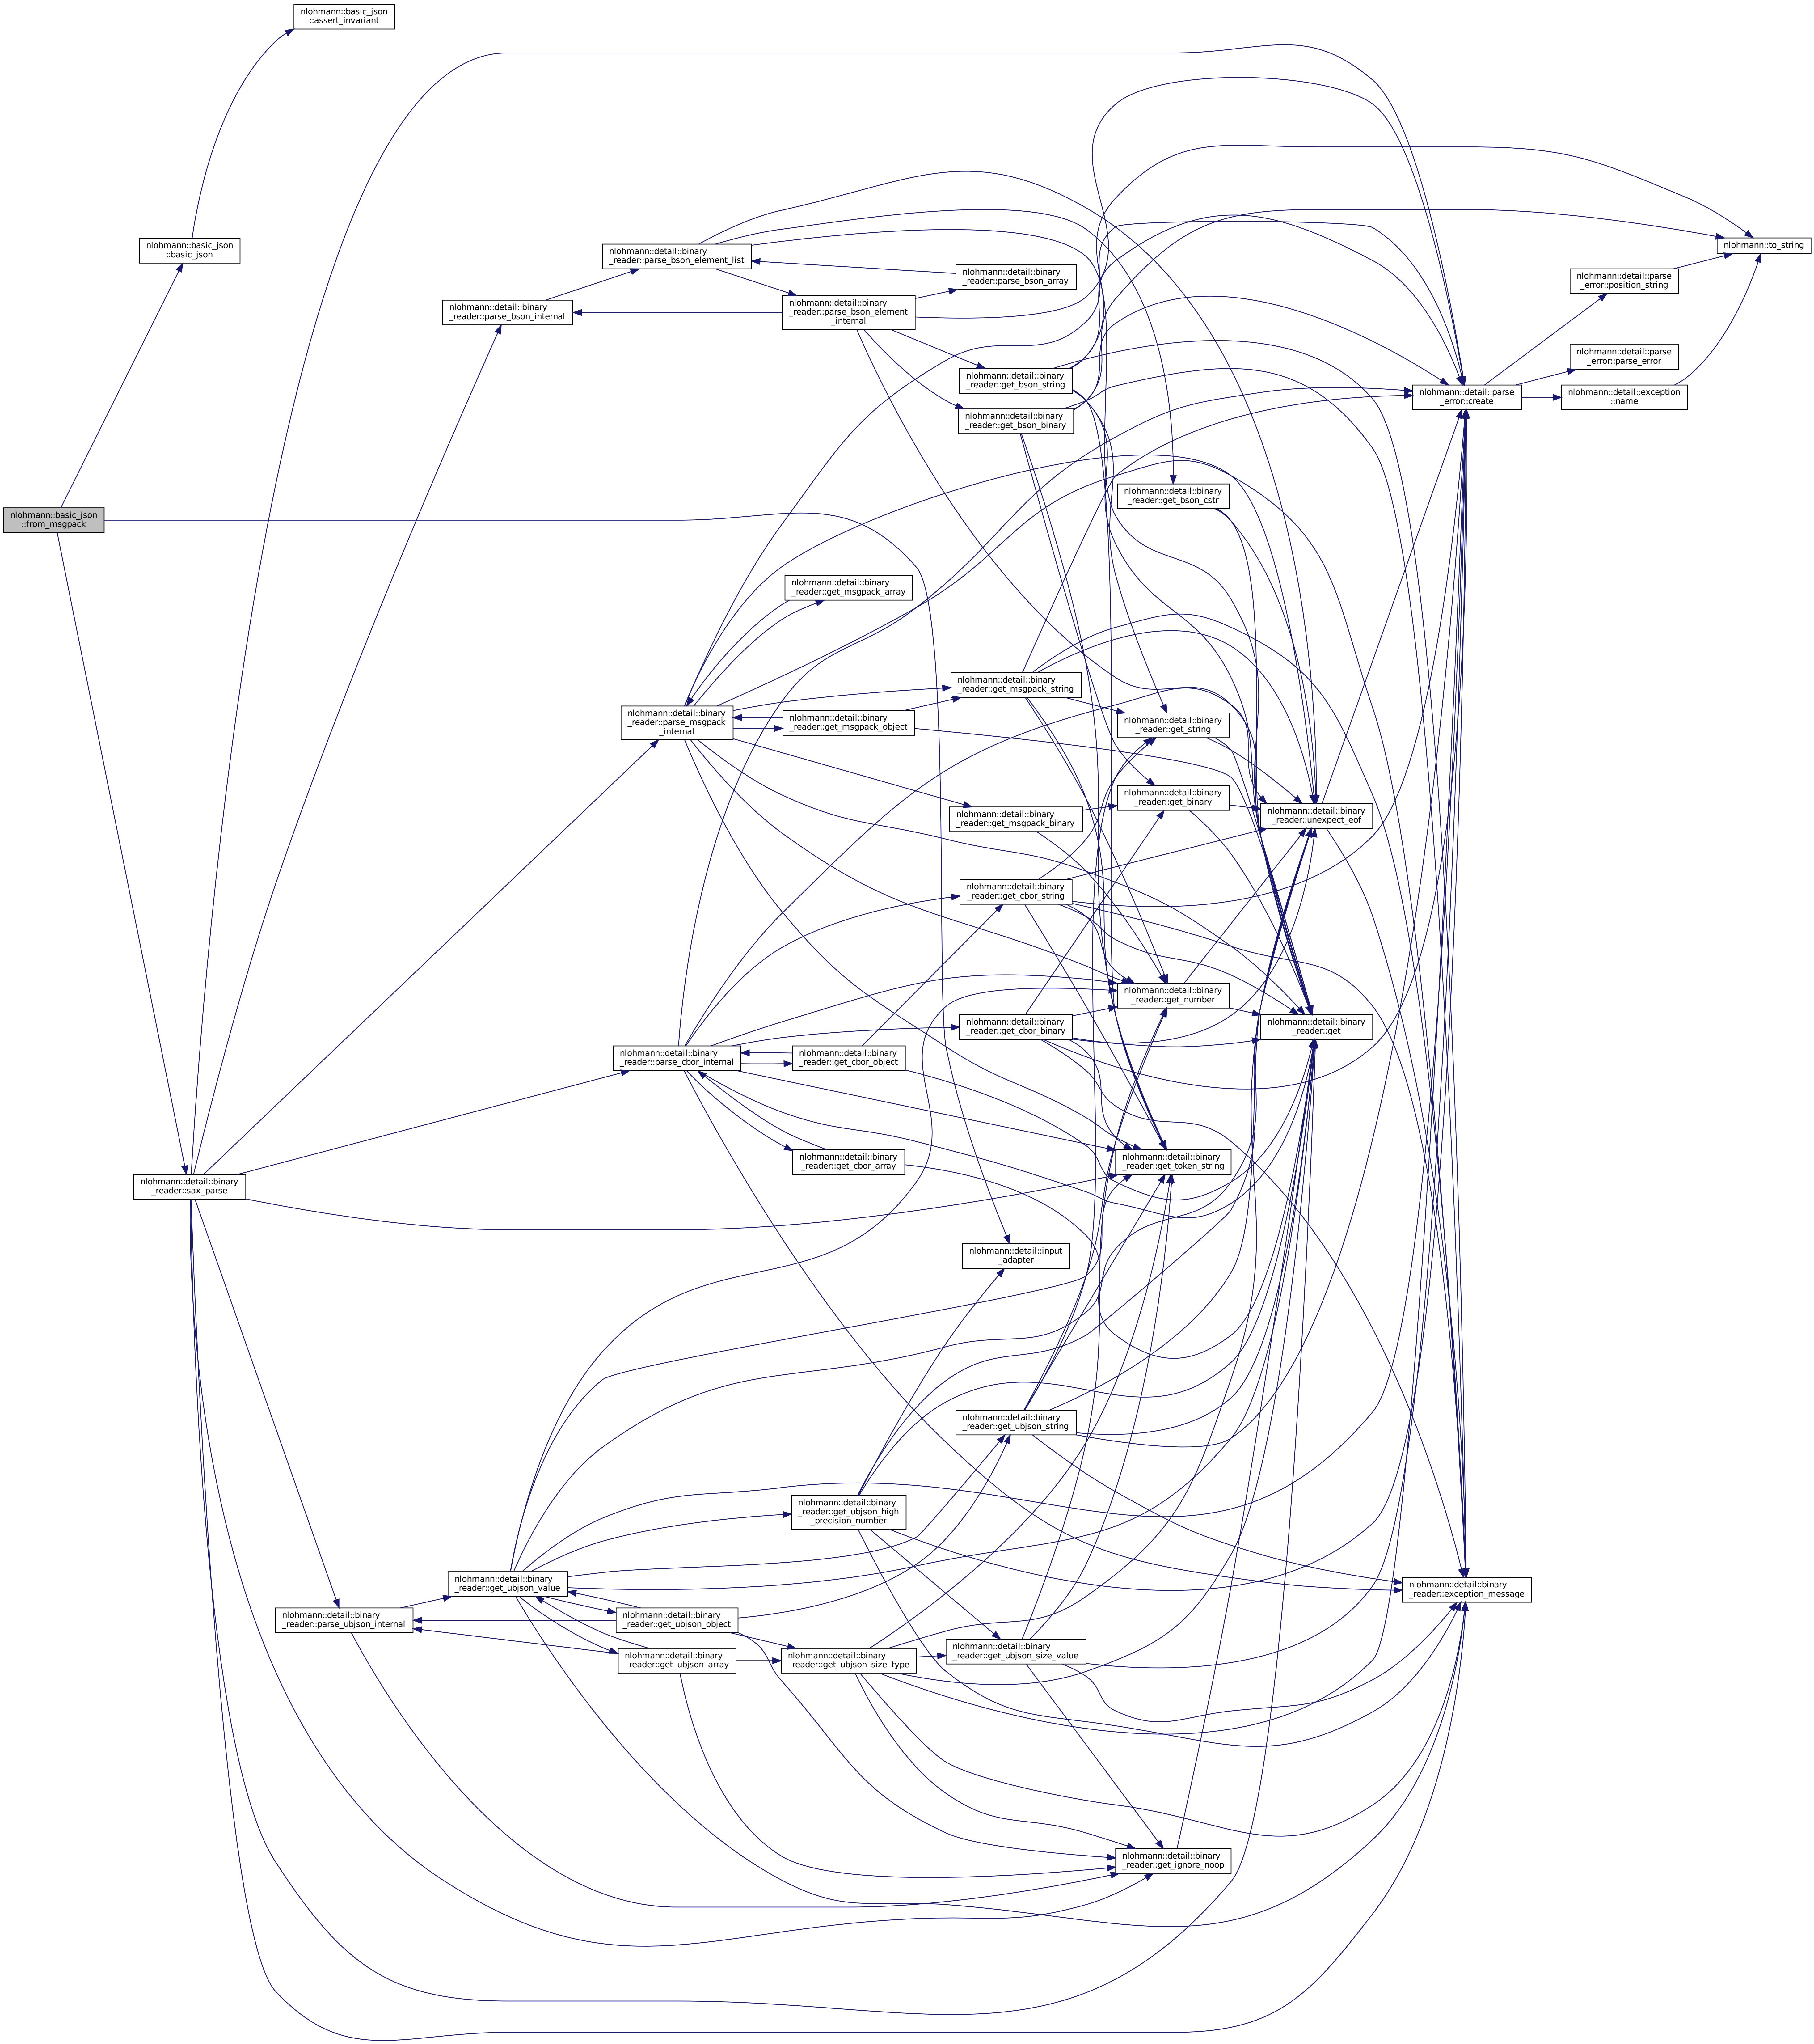 nlohmann::basic_json
::assert_invariant
nlohmann::basic_json
::basic_json
nlohmann::basic_json
::from_msgpack
nlohmann::detail::binary
_reader::sax_parse
nlohmann::detail::binary
_reader::parse_ubjson_internal
nlohmann::detail::binary
_reader::parse_bson_internal
nlohmann::detail::binary
_reader::get_ubjson_value
nlohmann::detail::binary
_reader::parse_bson_element_list
nlohmann::detail::binary
_reader::parse_msgpack
_internal
nlohmann::detail::binary
_reader::parse_cbor_internal
nlohmann::detail::binary
_reader::get_ubjson_object
nlohmann::detail::binary
_reader::get_ubjson_array
nlohmann::detail::binary
_reader::parse_bson_element
_internal
nlohmann::detail::binary
_reader::get_msgpack_array
nlohmann::detail::binary
_reader::get_msgpack_object
nlohmann::detail::binary
_reader::get_cbor_object
nlohmann::detail::binary
_reader::get_cbor_array
nlohmann::detail::binary
_reader::get_ubjson_high
_precision_number
nlohmann::detail::binary
_reader::get_ubjson_size_type
nlohmann::detail::binary
_reader::parse_bson_array
nlohmann::detail::binary
_reader::get_bson_string
nlohmann::detail::binary
_reader::get_bson_binary
nlohmann::detail::binary
_reader::get_msgpack_string
nlohmann::detail::binary
_reader::get_msgpack_binary
nlohmann::detail::binary
_reader::get_cbor_string
nlohmann::detail::binary
_reader::get_cbor_binary
nlohmann::detail::input
_adapter
nlohmann::detail::binary
_reader::get_ubjson_string
nlohmann::detail::binary
_reader::get_ubjson_size_value
nlohmann::detail::binary
_reader::get_bson_cstr
nlohmann::detail::binary
_reader::get_string
nlohmann::detail::binary
_reader::get_binary
nlohmann::detail::binary
_reader::get_number
nlohmann::detail::binary
_reader::get_token_string
nlohmann::detail::binary
_reader::get_ignore_noop
nlohmann::detail::binary
_reader::unexpect_eof
nlohmann::detail::binary
_reader::get
nlohmann::detail::parse
_error::create
nlohmann::detail::binary
_reader::exception_message
nlohmann::detail::parse
_error::position_string
nlohmann::detail::parse
_error::parse_error
nlohmann::detail::exception
::name
nlohmann::to_string